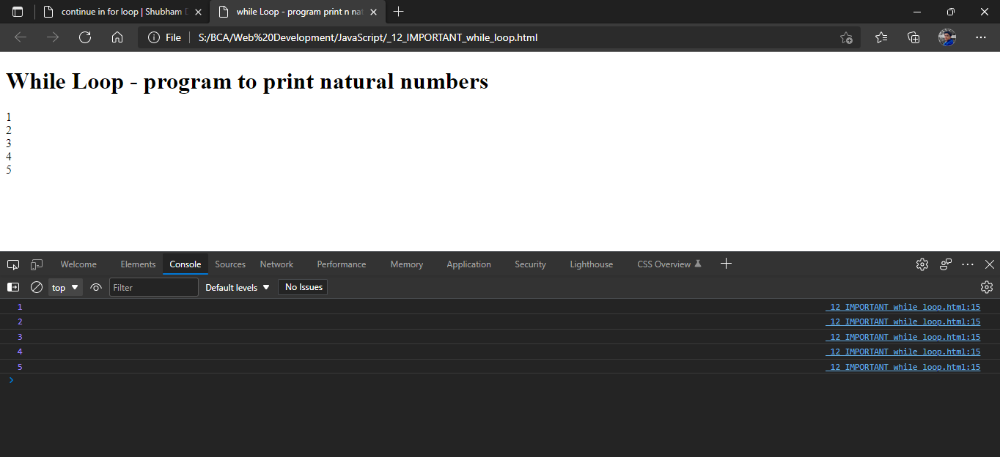 continue in for loop | Shubham
while Loop - program print n nat
File
S:/BCA/Web%20Development/JavaScript/_12_IMPORTANT_while_loop.html
While Loop - program to print natural numbers
1
2
3
4
5
Welcome Elements Console Sources Network Performance Memory Application Security Lighthouse CSS Overview
top Filter Default levels No Issues
1 _12_IMPORTANT_while_loop.html:15
2 _12_IMPORTANT_while_loop.html:15
3 _12_IMPORTANT_while_loop.html:15
4 _12_IMPORTANT_while_loop.html:15
5 _12_IMPORTANT_while_loop.html:15